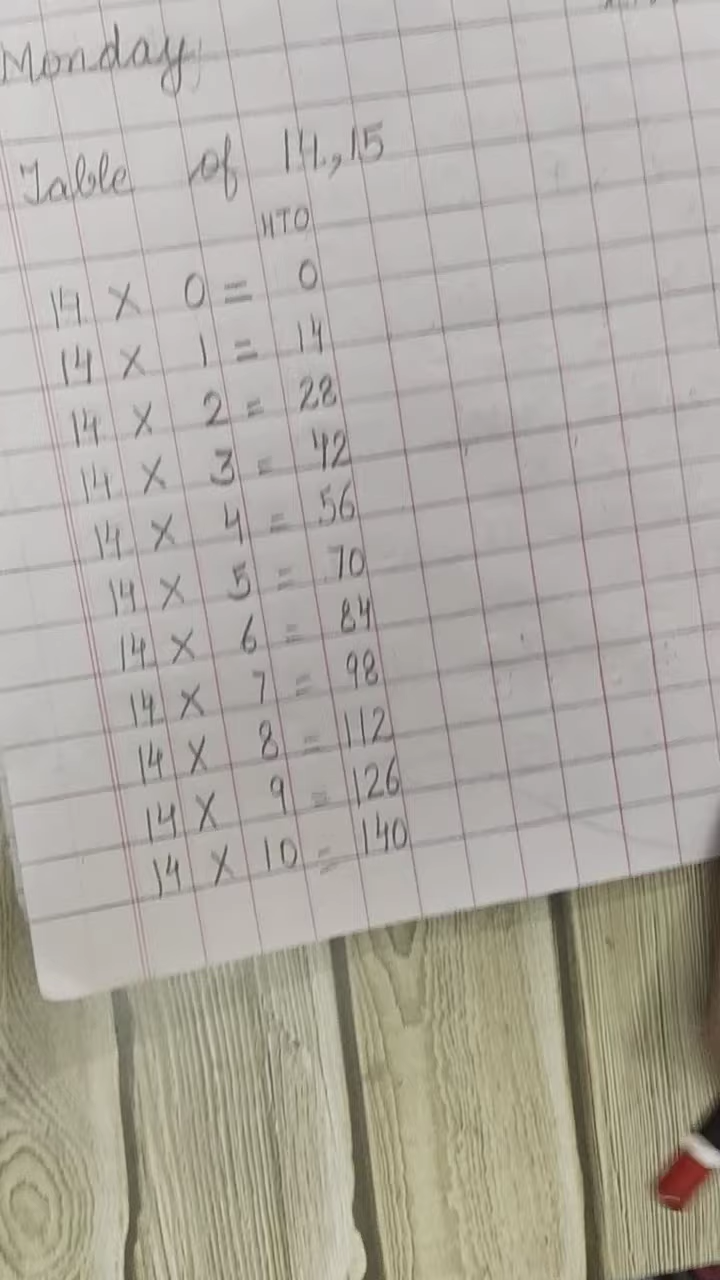 Monday
Table of 14, 15
HTO
14 X 0 = 0
14 X 1 = 14
14 X 2 = 28
14 X 3 = 42
14 X 4 = 56
14 X 5 = 70
14 X 6 = 84
14 X 7 = 98
14 X 8 = 112
14 X 9 = 126
14 X 10 = 140